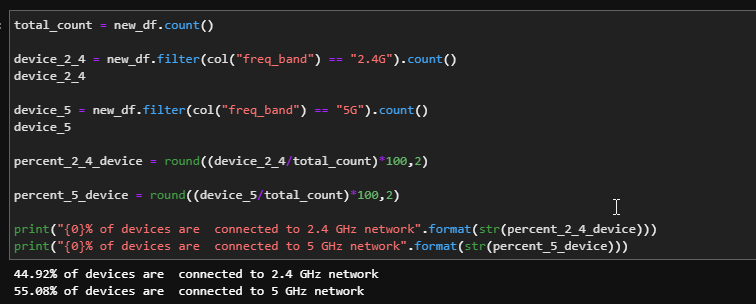 total_count = new_df.count()
device_2_4 = new_df.filter(col("freq_band") == "2.4G").count()
device_2_4
device_5 = new_df.filter(col("freq_band") == "5G").count()
device_5
percent_2_4_device = round((device_2_4/total_count)*100,2)
percent_5_device = round((device_5/total_count)*100,2)
print("{0}% of devices are  connected to 2.4 GHz network".format(str(percent_2_4_device)))
print("{0}% of devices are  connected to 5 GHz network".format(str(percent_5_device)))
44.92% of devices are  connected to 2.4 GHz network
55.08% of devices are  connected to 5 GHz network